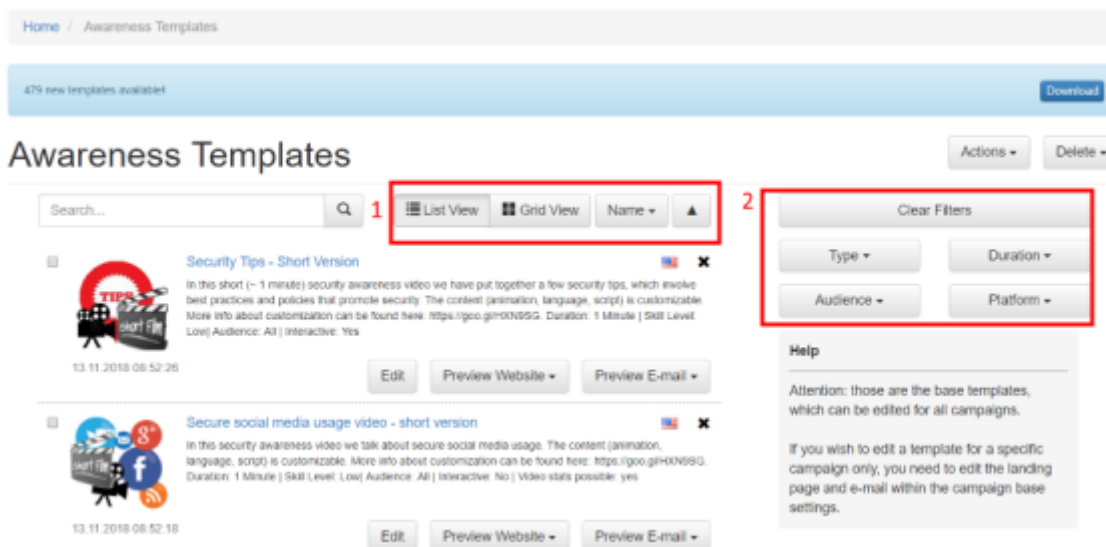 Home / Awareness Templates
479 new templates available!
Download
Awareness Templates
Actions
Delete
Search...
1
List View
Grid View
Name
2
Clear Filters
Type
Duration
Audience
Platform
Security Tips - Short Version
In this short (~ 1 minute) security awareness video we have put together a few security tips, which involve
best practices and policies that promote security. The content (animation, language, script) is customizable.
More info about customization can be found here: https://goo.gl/HXN9SG. Duration: 1 Minute | Skill Level:
Low| Audience: All | Interactive: Yes
TIPS
short Film
13.11.2018 08:52:26
Edit
Preview Website
Preview E-mail
Help
Attention: those are the base templates,
which can be edited for all campaigns.
If you wish to edit a template for a specific
campaign only, you need to edit the landing
page and e-mail within the campaign base
settings.
Secure social media usage video - short version
In this security awareness video we talk about secure social media usage. The content (animation,
language, script) is customizable. More info about customization can be found here: https://goo.gl/HXN9SG.
Duration: 1 Minute | Skill Level: Low| Audience: All | Interactive: No | Video stats possible: yes
g+
f
short Film
13.11.2018 08:52:18
Edit
Preview Website
Preview E-mail